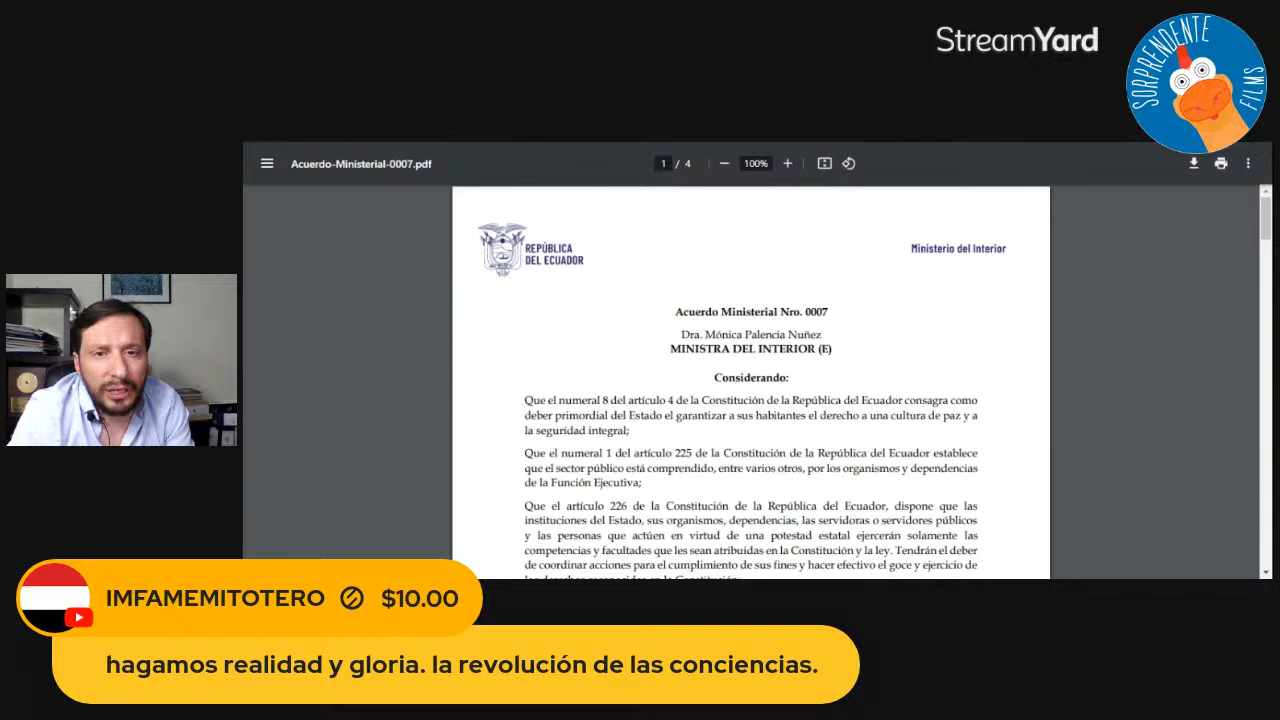 StreamYard
SORPRENDENTE
FILMS
Acuerdo-Ministerial-0007.pdf
1 / 4
100%
REPÚBLICA
DEL ECUADOR
Ministerio del Interior
Acuerdo Ministerial Nro. 0007
Dra. Mónica Palencia Nuñez
MINISTRA DEL INTERIOR (E)
Considerando:
Que el numeral 8 del artículo 4 de la Constitución de la República del Ecuador consagra como
deber primordial del Estado el garantizar a sus habitantes el derecho a una cultura de paz y a
la seguridad integral;
Que el numeral 1 del artículo 225 de la Constitución de la República del Ecuador establece
que el sector público está comprendido, entre varios otros, por los organismos y dependencias
de la Función Ejecutiva;
Que el artículo 226 de la Constitución de la República del Ecuador, dispone que las
instituciones del Estado, sus organismos, dependencias, las servidoras o servidores públicos
y las personas que actúen en virtud de una potestad estatal ejercerán solamente las
competencias y facultades que les sean atribuidas en la Constitución y la ley. Tendrán el deber
de coordinar acciones para el cumplimiento de sus fines y hacer efectivo el goce y ejercicio de
IMFAMEMITOTERO $10.00
hagamos realidad y gloria. la revolución de las conciencias.